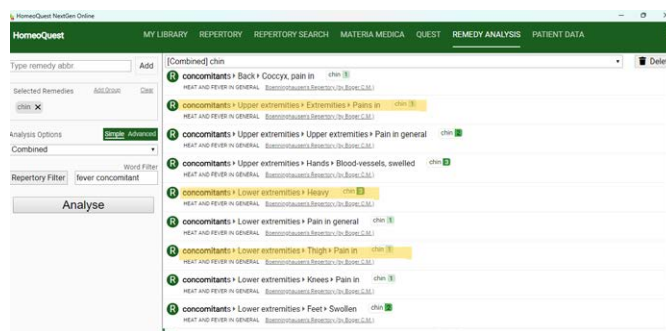 HomeoQuest NextGen Online
HomeoQuest
MY LIBRARY REPERTORY REPERTORY SEARCH MATERIA MEDICA QUEST REMEDY ANALYSIS PATIENT DATA
Type remedy abbr. Add
Selected Remedies Add Group Clear
chin X
Analysis Options Simple Advanced
Combined
Word Filter
Repertory Filter fever concomitant
Analyse
[Combined] chin
R concomitants Back Coccyx, pain in chin 1
HEAT AND FEVER IN GENERAL Boenninghausen's Repertory (by Boger C.M.)
R concomitants Upper extremities Extremities Pains in chin
HEAT AND FEVER IN GENERAL Boenninghausen's Repertory (by Boger C.M.)
R concomitants Upper extremities Upper extremities Pain in general chin 2
HEAT AND FEVER IN GENERAL Boenninghausen's Repertory (by Boger C.M.)
R concomitants Upper extremities Hands Blood-vessels, swelled chin 3
HEAT AND FEVER IN GENERAL Boenninghausen's Repertory (by Boger C.M.)
R concomitants Lower extremities Heavy chin
HEAT AND FEVER IN GENERAL Boenninghausen's Repertory (by Boger C.M.)
R concomitants Lower extremities Pain in general chin 1
HEAT AND FEVER IN GENERAL Boenninghausen's Repertory (by Boger C.M.)
R concomitants Lower extremities Thigh Pain in chin 1
HEAT AND FEVER IN GENERAL Boenninghausen's Repertory (by Boger C.M.)
R concomitants Lower extremities Knees Pain in chin 1
HEAT AND FEVER IN GENERAL Boenninghausen's Repertory (by Boger C.M.)
R concomitants Lower extremities Feet Swollen chin 2
HEAT AND FEVER IN GENERAL Boenninghausen's Repertory (by Boger C.M.)